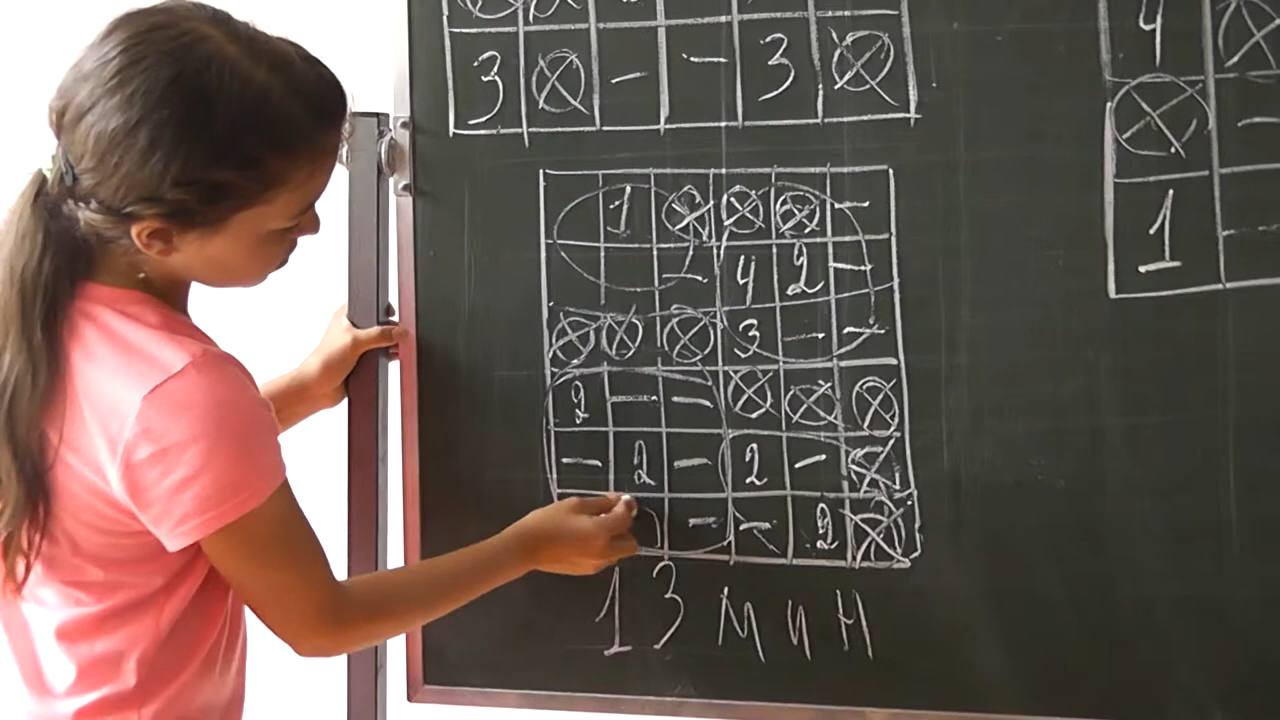 3 - - 3
4
1
1 -
- 4 2 -
3 - -
2 - -
- 2 - 2 -
- - 2
13 мин